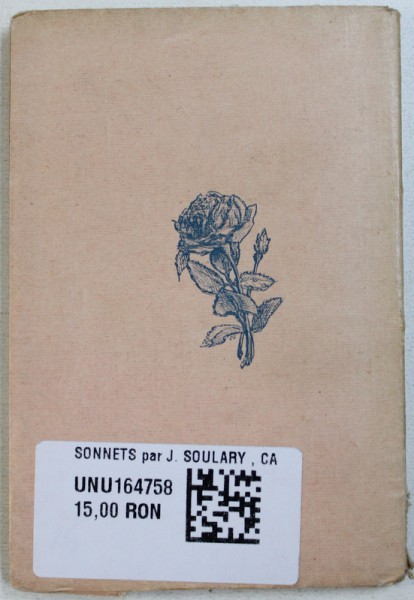 SONNETS par J. SOULARY , CA
UNU164758
15,00 RON